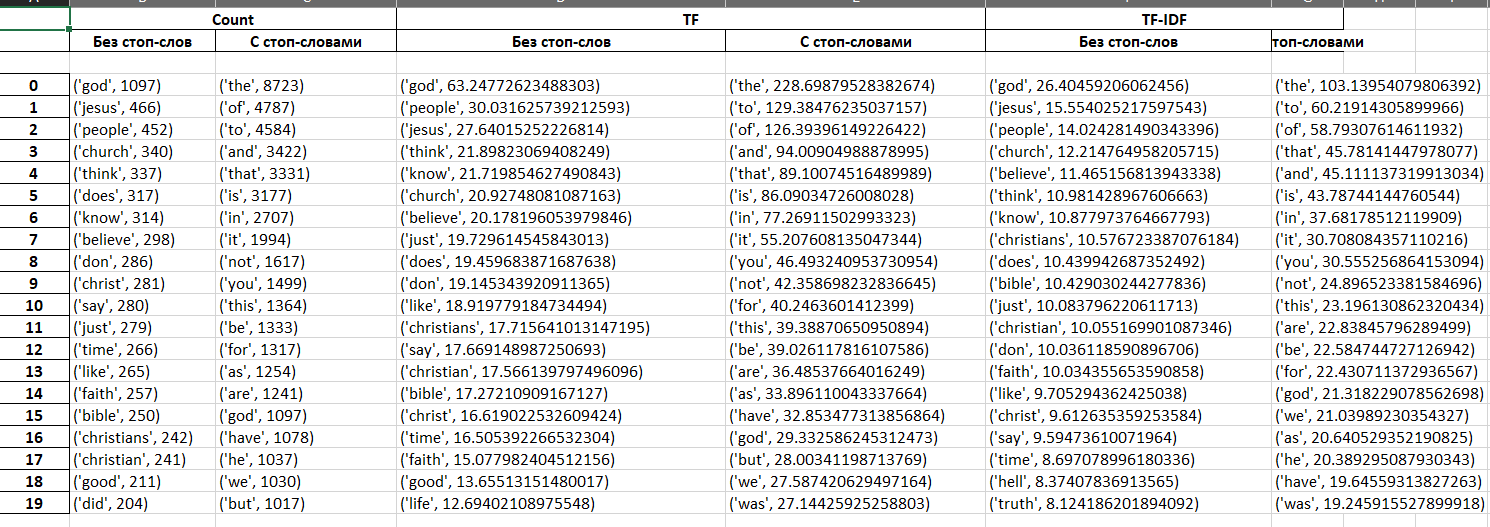 Count TF TF-IDF
Без стоп-слов С стоп-словами Без стоп-слов С стоп-словами Без стоп-слов топ-словами
0 ('god', 1097) ('the', 8723) ('god', 63.24772623488303) ('the', 228.69879528382674) ('god', 26.40459206062456) ('the', 103.13954079806392)
1 ('jesus', 466) ('of', 4787) ('people', 30.031625739212593) ('to', 129.38476235037157) ('jesus', 15.554025217597543) ('to', 60.21914305899966)
2 ('people', 452) ('to', 4584) ('jesus', 27.64015252226814) ('of', 126.39396149226422) ('people', 14.024281490343396) ('of', 58.79307614611932)
3 ('church', 340) ('and', 3422) ('think', 21.89823069408249) ('and', 94.00904988878995) ('church', 12.214764958205715) ('that', 45.78141447978077)
4 ('think', 337) ('that', 3331) ('know', 21.719854627490843) ('that', 89.10074516489989) ('believe', 11.465156813943338) ('and', 45.111137319913034)
5 ('does', 317) ('is', 3177) ('church', 20.92748081087163) ('is', 86.09034726008028) ('think', 10.981428967606663) ('is', 43.78744144760544)
6 ('know', 314) ('in', 2707) ('believe', 20.178196053979846) ('in', 77.26911502993323) ('know', 10.877973764667793) ('in', 37.68178512119909)
7 ('believe', 298) ('it', 1994) ('just', 19.729614545843013) ('it', 55.207608135047344) ('christians', 10.576723387076184) ('it', 30.708084357110216)
8 ('don', 286) ('not', 1617) ('does', 19.459683871687638) ('you', 46.493240953730954) ('does', 10.439942687352492) ('you', 30.555256864153094)
9 ('christ', 281) ('you', 1499) ('don', 19.145343920911365) ('not', 42.358698232836645) ('bible', 10.429030244277836) ('not', 24.896523381584696)
10 ('say', 280) ('this', 1364) ('like', 18.919779184734494) ('for', 40.2463601412399) ('just', 10.083796220611713) ('this', 23.196130862320434)
11 ('just', 279) ('be', 1333) ('christians', 17.715641013147195) ('this', 39.38870650950894) ('christian', 10.055169901087346) ('are', 22.83845796289499)
12 ('time', 266) ('for', 1317) ('say', 17.669148987250693) ('be', 39.026117816107586) ('don', 10.036118590896706) ('be', 22.584744727126942)
13 ('like', 265) ('as', 1254) ('christian', 17.566139797496096) ('are', 36.48537664016249) ('faith', 10.034355653590858) ('for', 22.430711372936567)
14 ('faith', 257) ('are', 1241) ('bible', 17.27210909167127) ('as', 33.896110043337664) ('like', 9.705294362425038) ('god', 21.318229078562698)
15 ('bible', 250) ('god', 1097) ('christ', 16.619022532609424) ('have', 32.853477313856864) ('christ', 9.612635359253584) ('we', 21.03989230354327)
16 ('christians', 242) ('have', 1078) ('time', 16.505392266532304) ('god', 29.332586245312473) ('say', 9.59473610071964) ('as', 20.640529352190825)
17 ('christian', 241) ('he', 1037) ('faith', 15.077982404512156) ('but', 28.00341198713769) ('time', 8.697078996180336) ('he', 20.389295087930343)
18 ('good', 211) ('we', 1030) ('good', 13.65513151480017) ('we', 27.587420629497164) ('hell', 8.37407836913565) ('have', 19.64559313827263)
19 ('did', 204) ('but', 1017) ('life', 12.69402108975548) ('was', 27.14425925258803) ('truth', 8.124186201894092) ('was', 19.245915527899918)